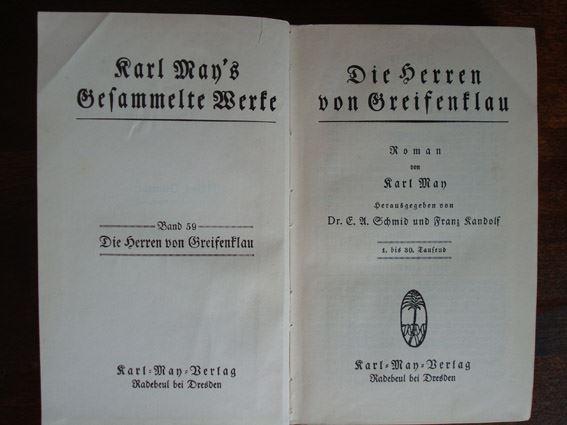 Karl May's
Gesammelte Werke
Band 59
Die Herren von Greifenklau
Karl-May-Verlag
Radebeul bei Dresden
Die Herren
von Greifenklau
Roman
von
Karl May
Herausgegeben von
Dr. E. A. Schmid und Franz Kandolf
1. bis 30. Tausend
Karl-May-Verlag
Radebeul bei Dresden